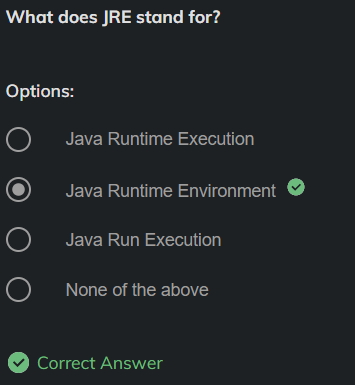 What does JRE stand for?
Options:
Java Runtime Execution
Java Runtime Environment
Java Run Execution
None of the above
Correct Answer